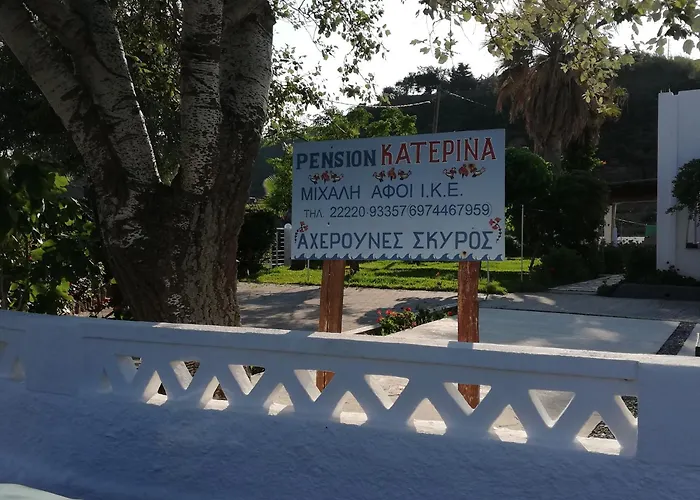 PENSION ΚΑΤΕΡΙΝΑ
ΜΙΧΑΛΗ ΑΦΟΙ Ι.Κ.Ε.
ΤΗΛ. 22220-93357/6974467959
ΑΧΕΡΟΥΝΕΣ ΣΚΥΡΟΣ